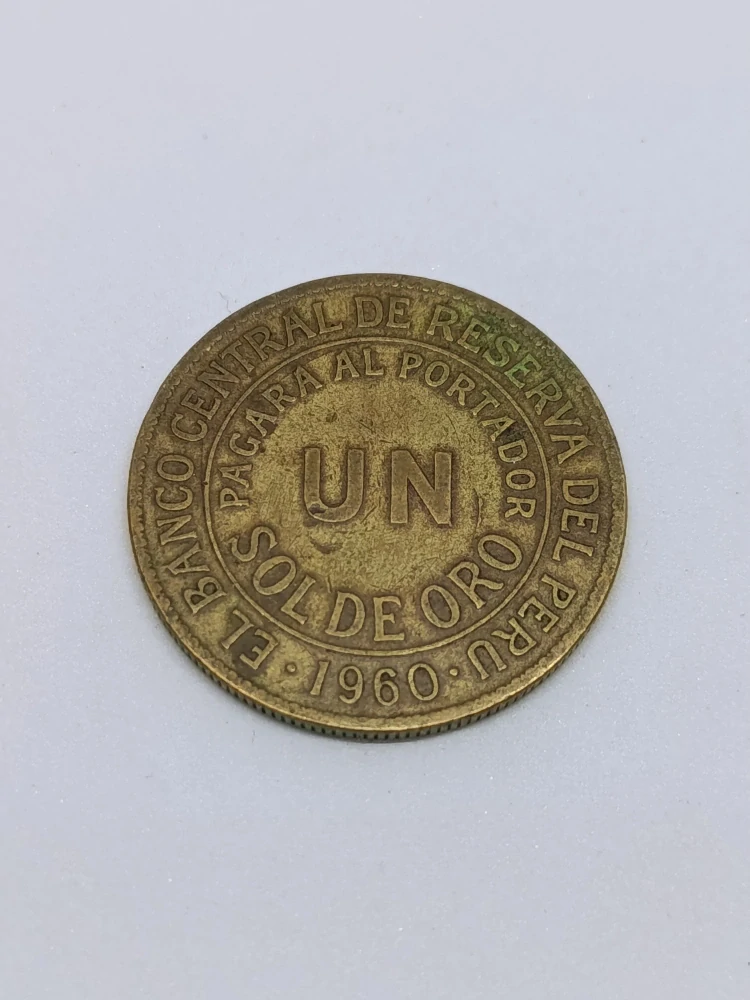 EL BANCO CENTRAL DE RESERVA DEL PERU
PAGARA AL PORTADOR
UN
SOL DE ORO
· 1960 ·